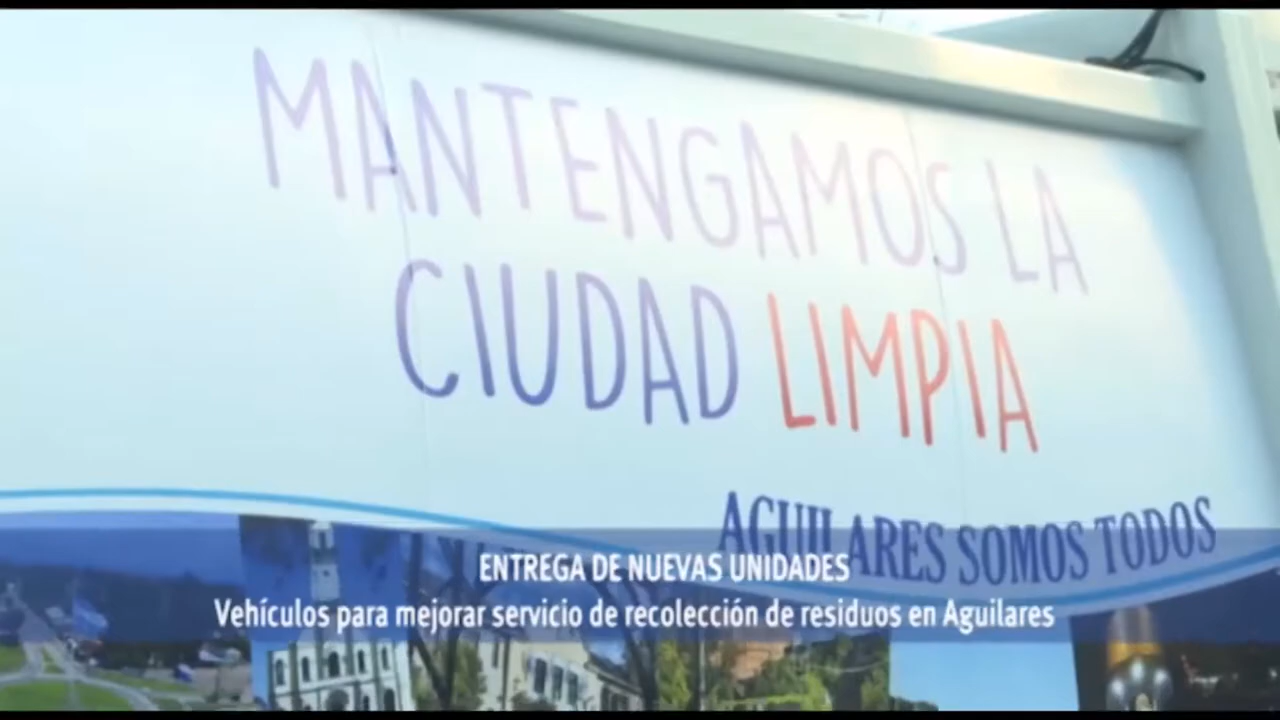 MANTENGAMOS LA
CIUDAD LIMPIA
AGUILARES SOMOS TODOS
ENTREGA DE NUEVAS UNIDADES
Vehículos para mejorar servicio de recolección de residuos en Aguilares